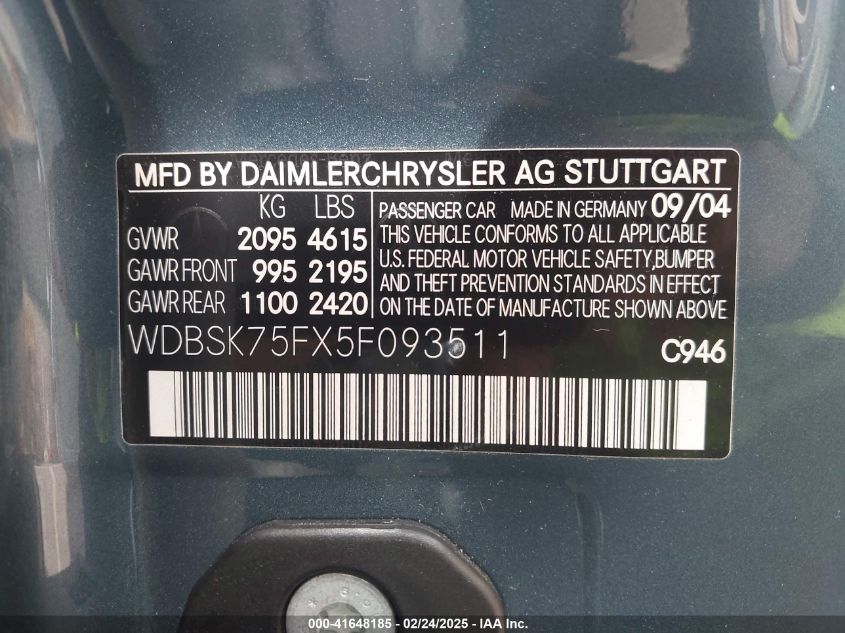 MFD BY DAIMLERCHRYSLER AG STUTTGART
KG LBS
GVWR 2095 4615
GAWR FRONT 995 2195
GAWR REAR 1100 2420
PASSENGER CAR MADE IN GERMANY 09/04
THIS VEHICLE CONFORMS TO ALL APPLICABLE
U.S. FEDERAL MOTOR VEHICLE SAFETY,BUMPER
AND THEFT PREVENTION STANDARDS IN EFFECT
ON THE DATE OF MANUFACTURE SHOWN ABOVE
WDBSK75FX5F093511
C946
000-41648185 - 02/24/2025 - IAA Inc.